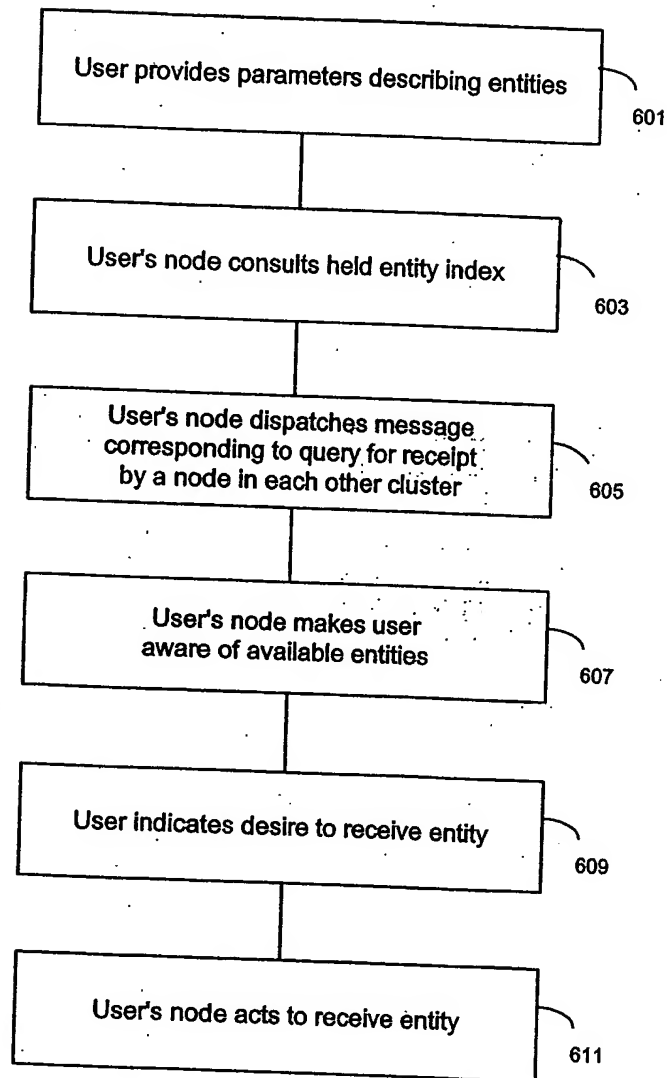 User provides parameters describing entities
601
User's node consults held entity index
603
User's node dispatches message
corresponding to query for receipt
by a node in each other cluster
605
User's node makes user
aware of available entities
607
User indicates desire to receive entity
609
User's node acts to receive entity
611